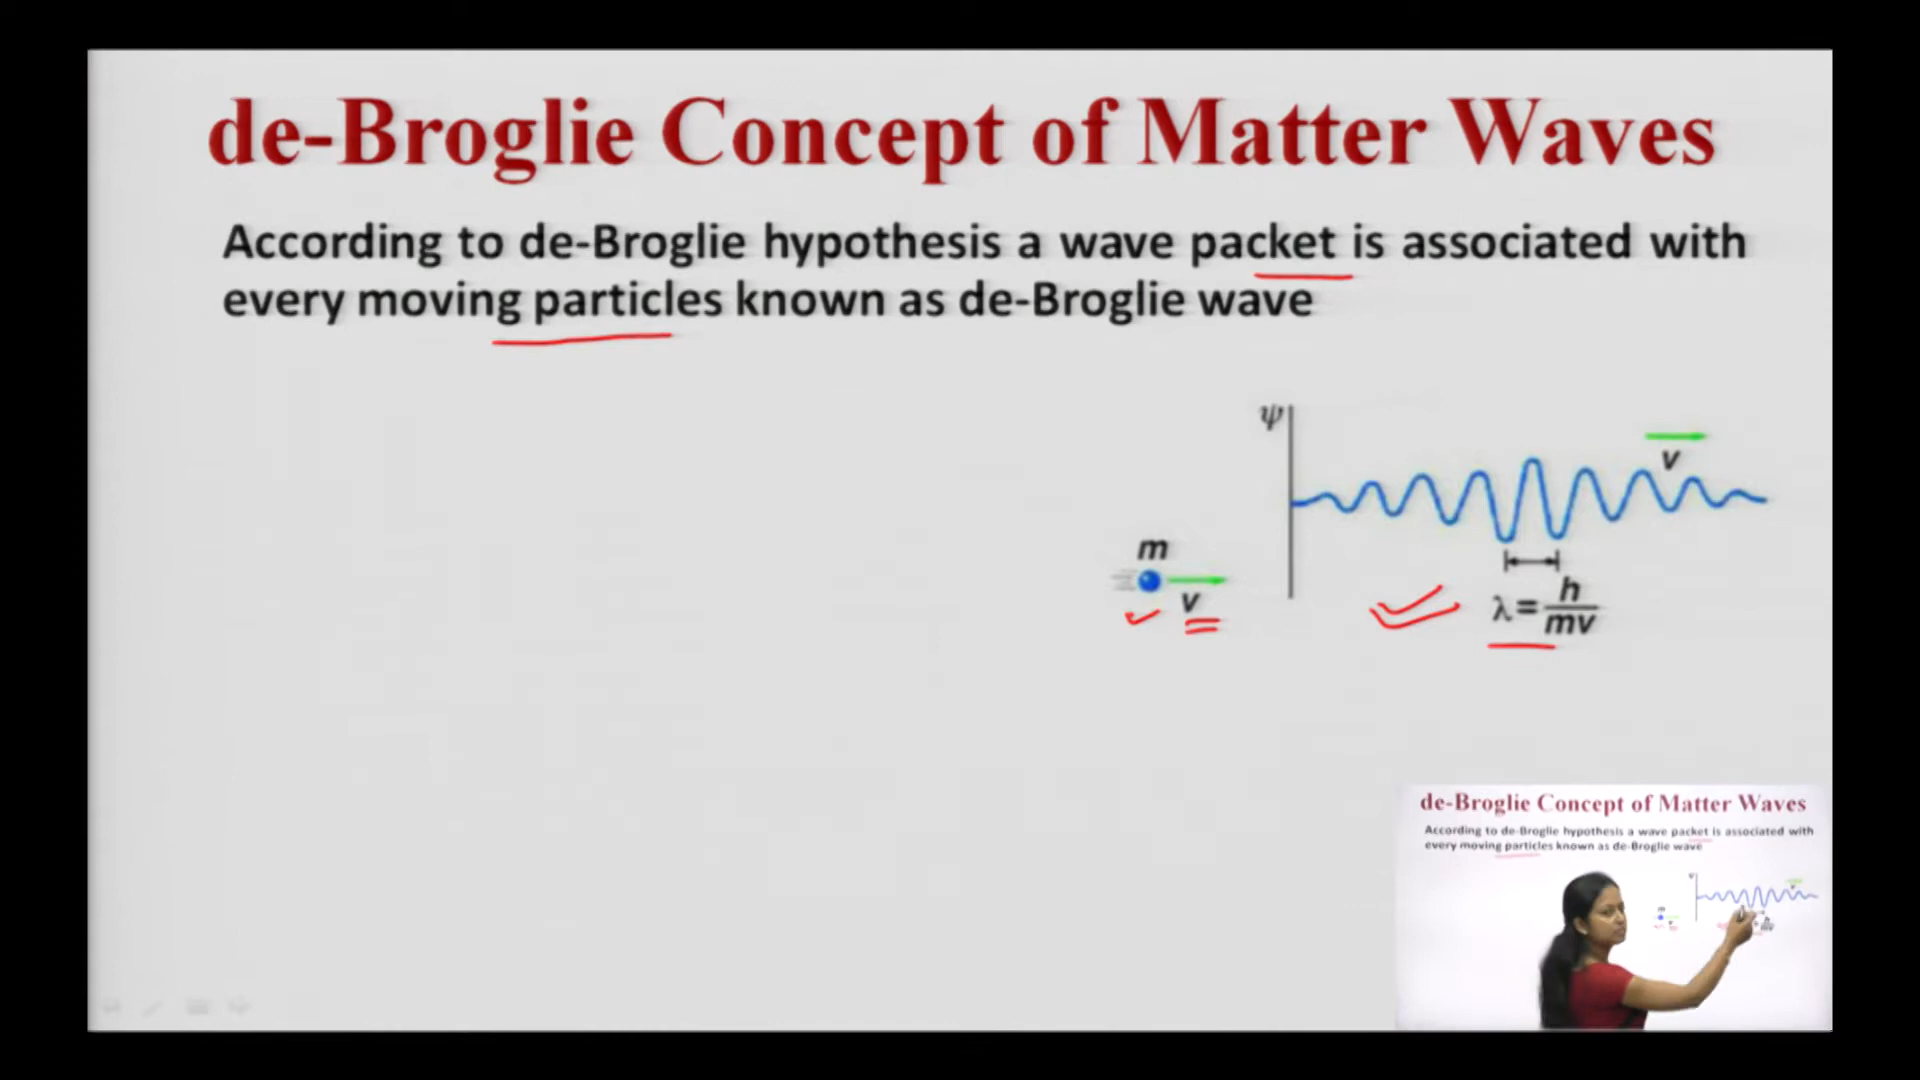 de-Broglie Concept of Matter Waves
According to de-Broglie hypothesis a wave packet is associated with
every moving particles known as de-Broglie wave
ψ
v
m
v
λ = h/mv
de-Broglie Concept of Matter Waves
According to de-Broglie hypothesis a wave packet is associated with
every moving particles known as de-Broglie wave